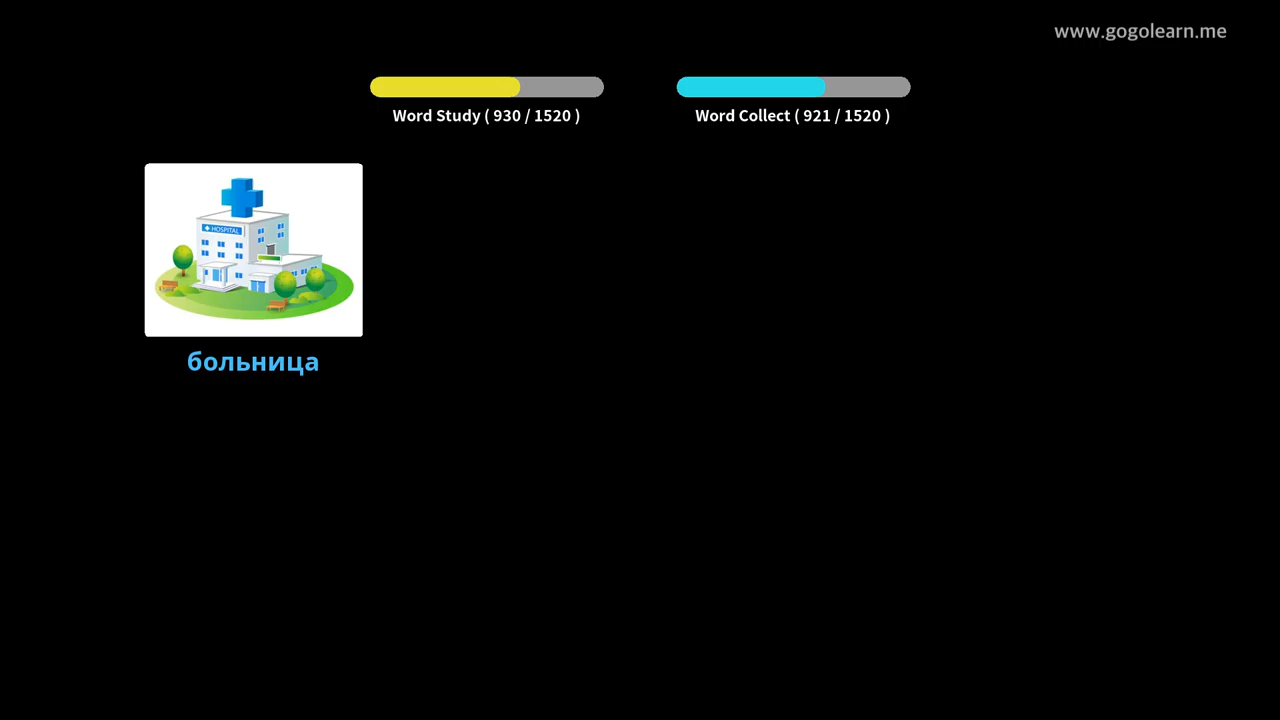 www.gogolearn.me
Word Study ( 930 / 1520 )
Word Collect ( 921 / 1520 )
HOSPITAL
больница